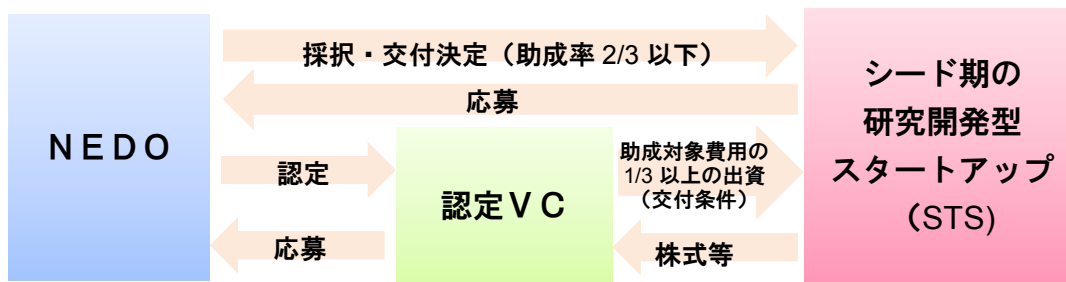 ＮＥＤＯ
採択・交付決定（助成率 2/3 以下）
応募
認定
応募
認定ＶＣ
助成対象費用の
1/3 以上の出資
（交付条件）
株式等
シード期の
研究開発型
スタートアップ
（STS)